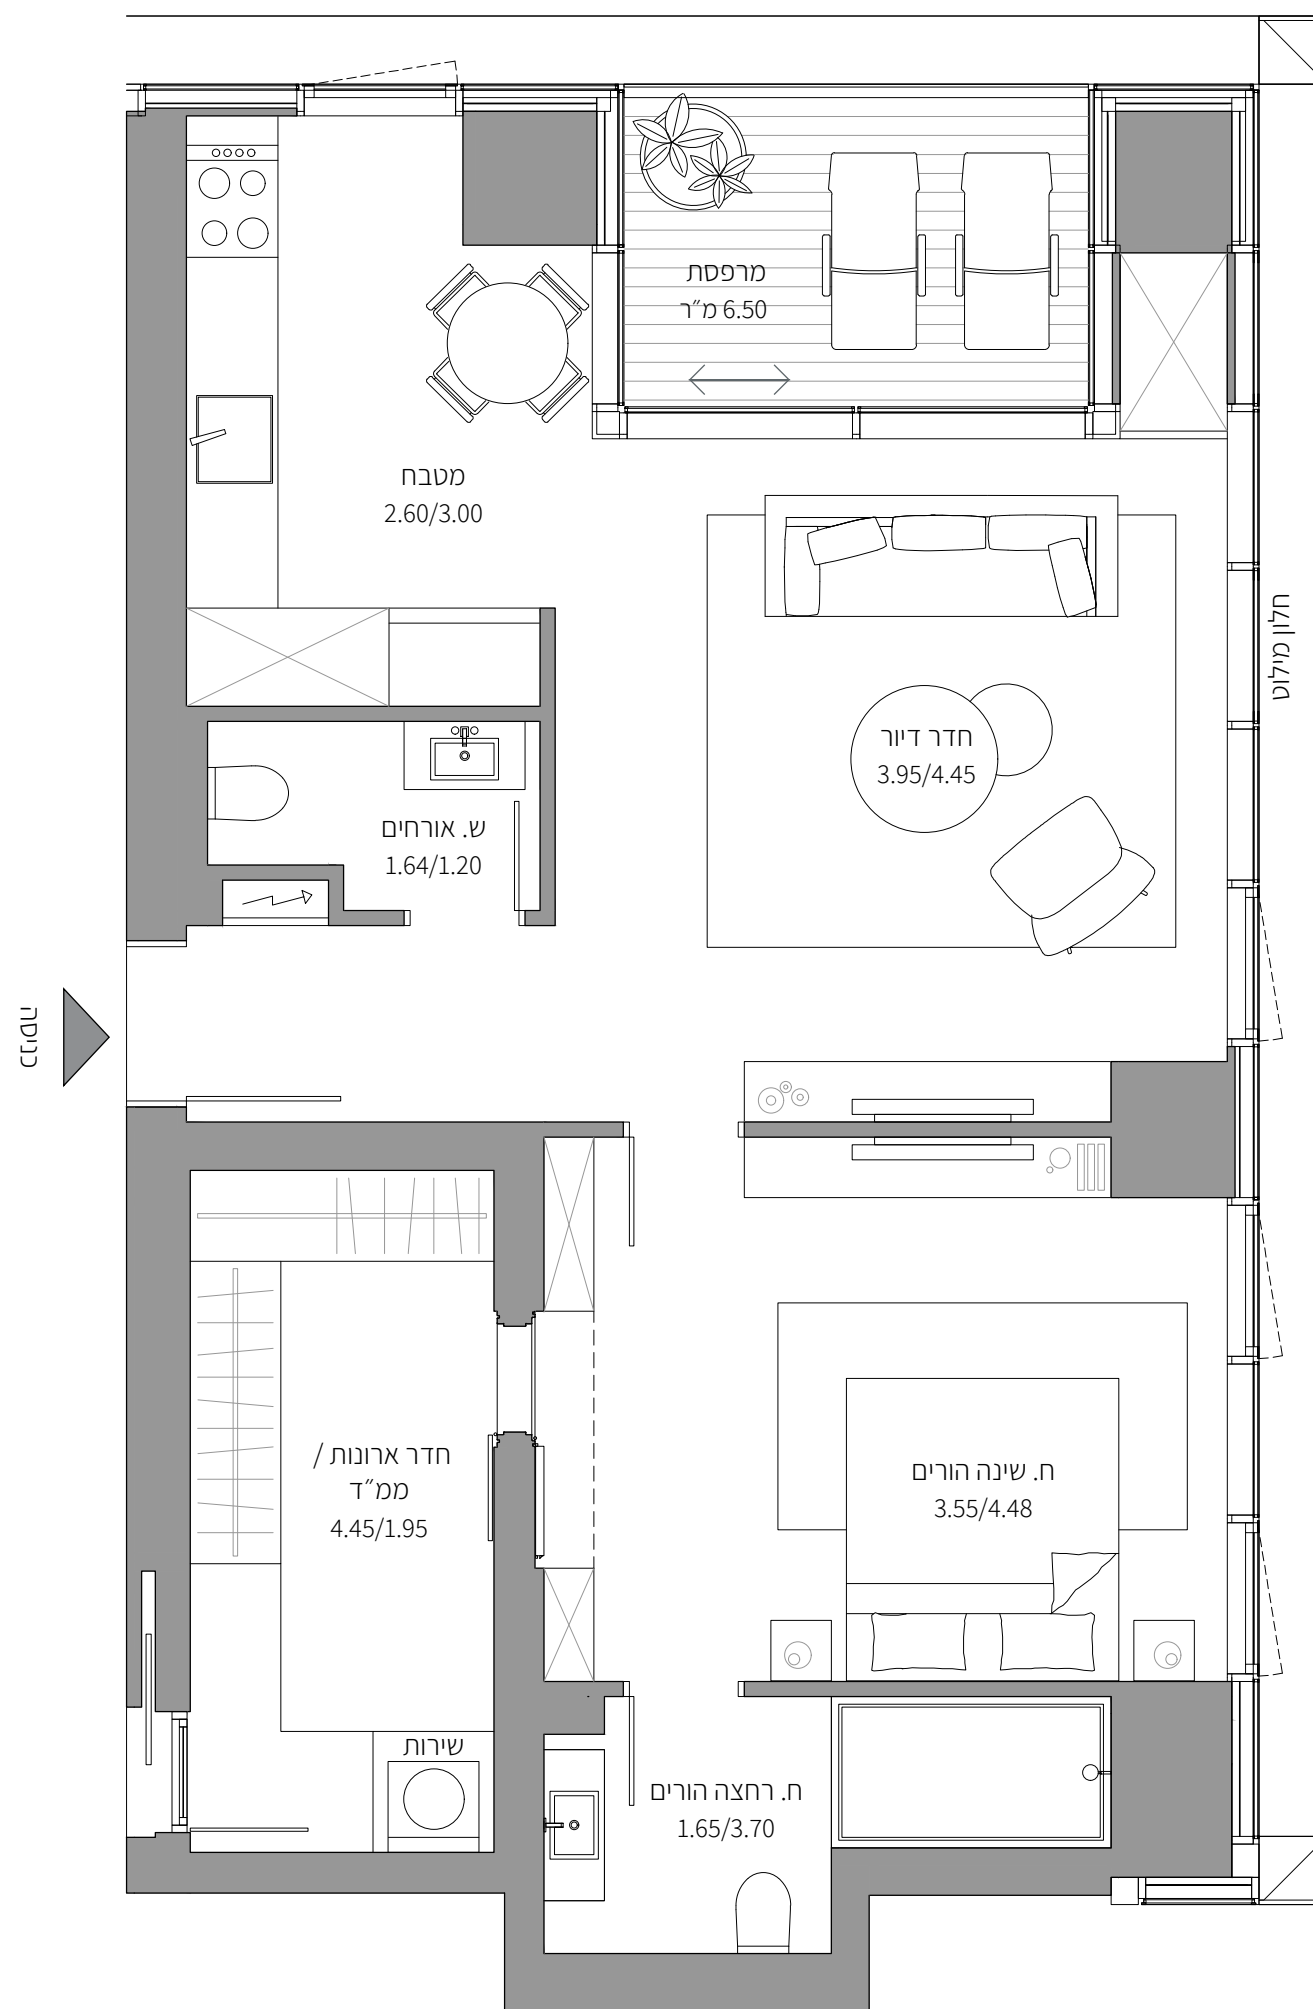 מרפסת
6.50 מ״ר
מטבח
2.60/3.00
חלון מילוט
חדר דיור
3.95/4.45
ש. אורחים
1.64/1.20
כניסה
חדר ארונות /
ממ״ד
4.45/1.95
ח. שינה הורים
3.55/4.48
שירות
ח. רחצה הורים
1.65/3.70